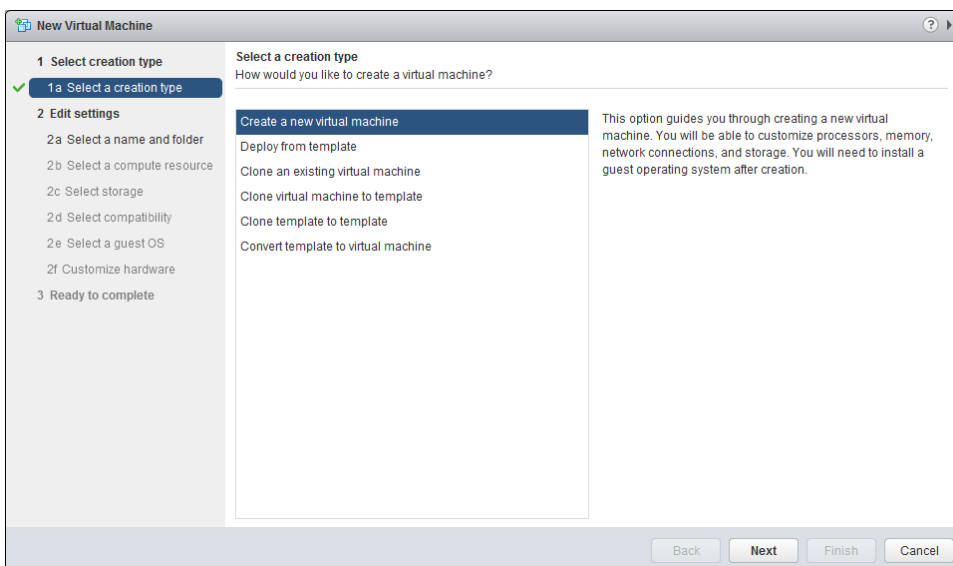 New Virtual Machine
?
1 Select creation type
1a Select a creation type
2 Edit settings
2a Select a name and folder
2b Select a compute resource
2c Select storage
2d Select compatibility
2e Select a guest OS
2f Customize hardware
3 Ready to complete
Select a creation type
How would you like to create a virtual machine?
Create a new virtual machine
Deploy from template
Clone an existing virtual machine
Clone virtual machine to template
Clone template to template
Convert template to virtual machine
This option guides you through creating a new virtual
machine. You will be able to customize processors, memory,
network connections, and storage. You will need to install a
guest operating system after creation.
Back Next Finish Cancel